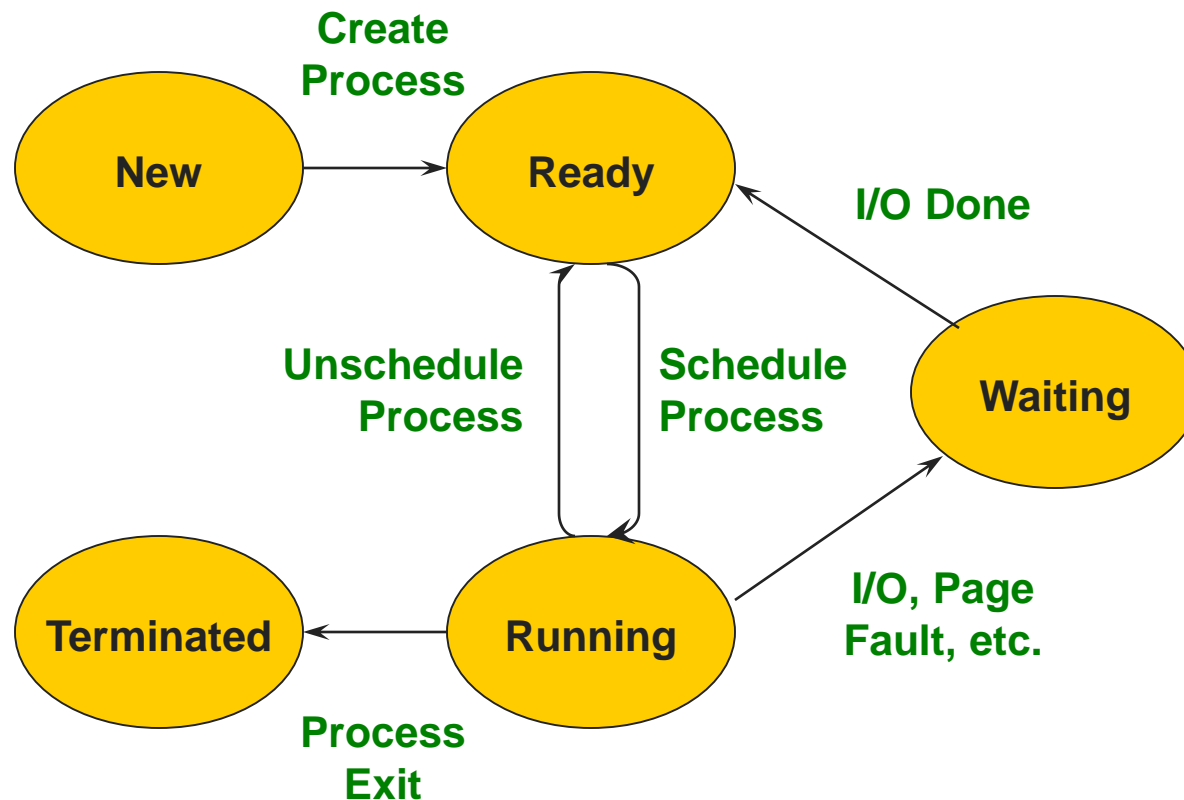 Create
Process
New
Ready
I/O Done
Unschedule
Process
Schedule
Process
Waiting
I/O, Page
Fault, etc.
Terminated
Running
Process
Exit